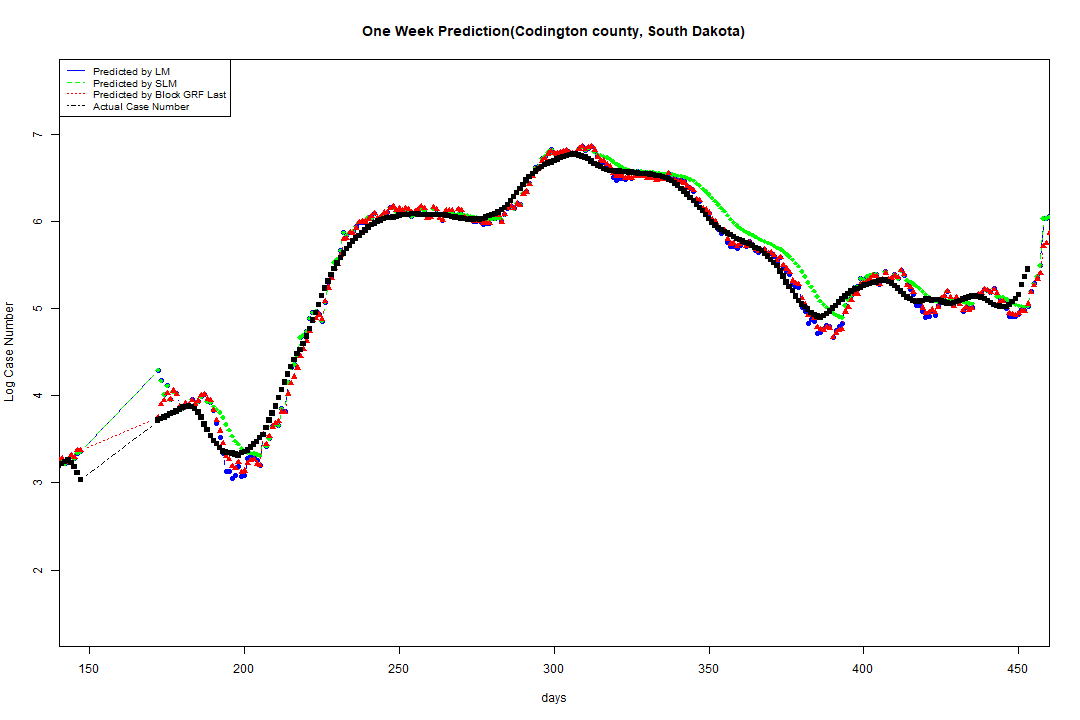 One Week Prediction(Codington county, South Dakota)
Predicted by LM
Predicted by SLM
Predicted by Block GRF Last
Actual Case Number
Log Case Number
7
6
5
4
3
2
150 200 250 300 350 400 450
days